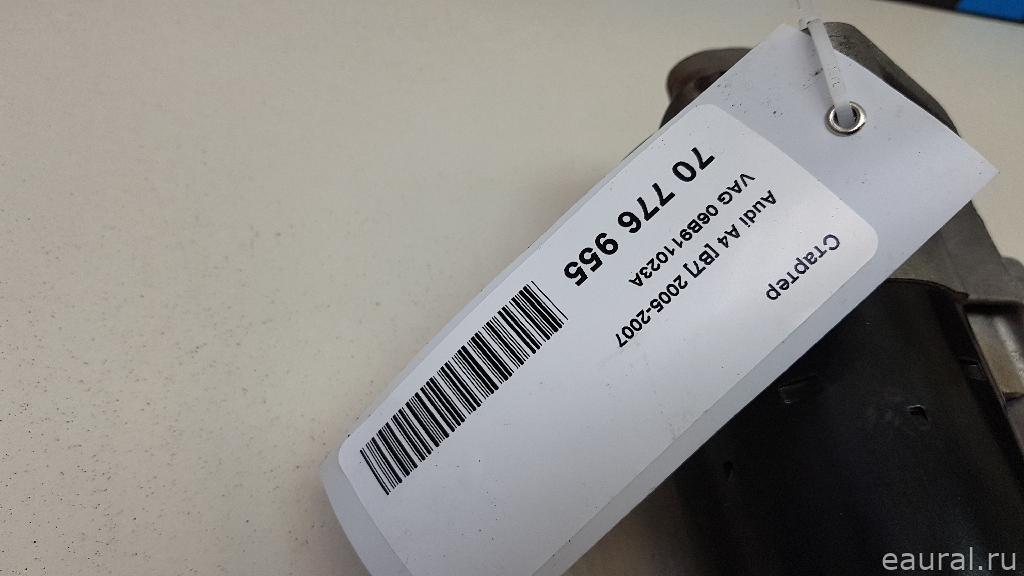 Стартер
Audi A4 [B7] 2005-2007
VAG 06B911023A
70 776 955
eaural.ru